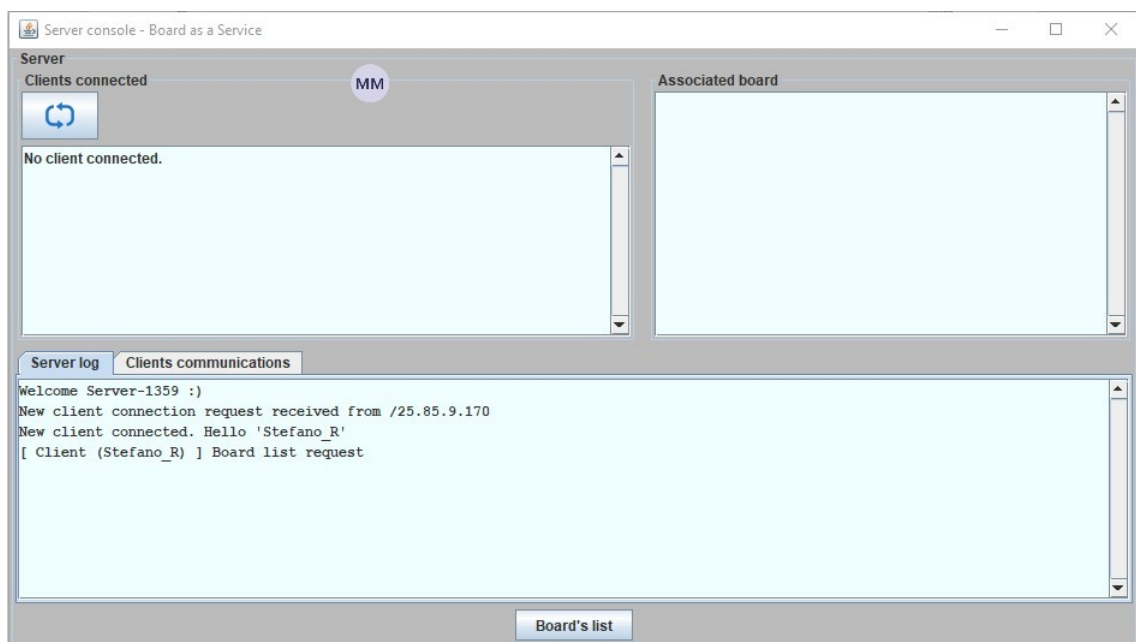 Server console - Board as a Service
Server
Clients connected
MM
Associated board
No client connected.
Server log
Clients communications
Welcome Server-1359 :)
New client connection request received from /25.85.9.170
New client connected. Hello 'Stefano_R'
[ Client (Stefano_R) ] Board list request
Board's list